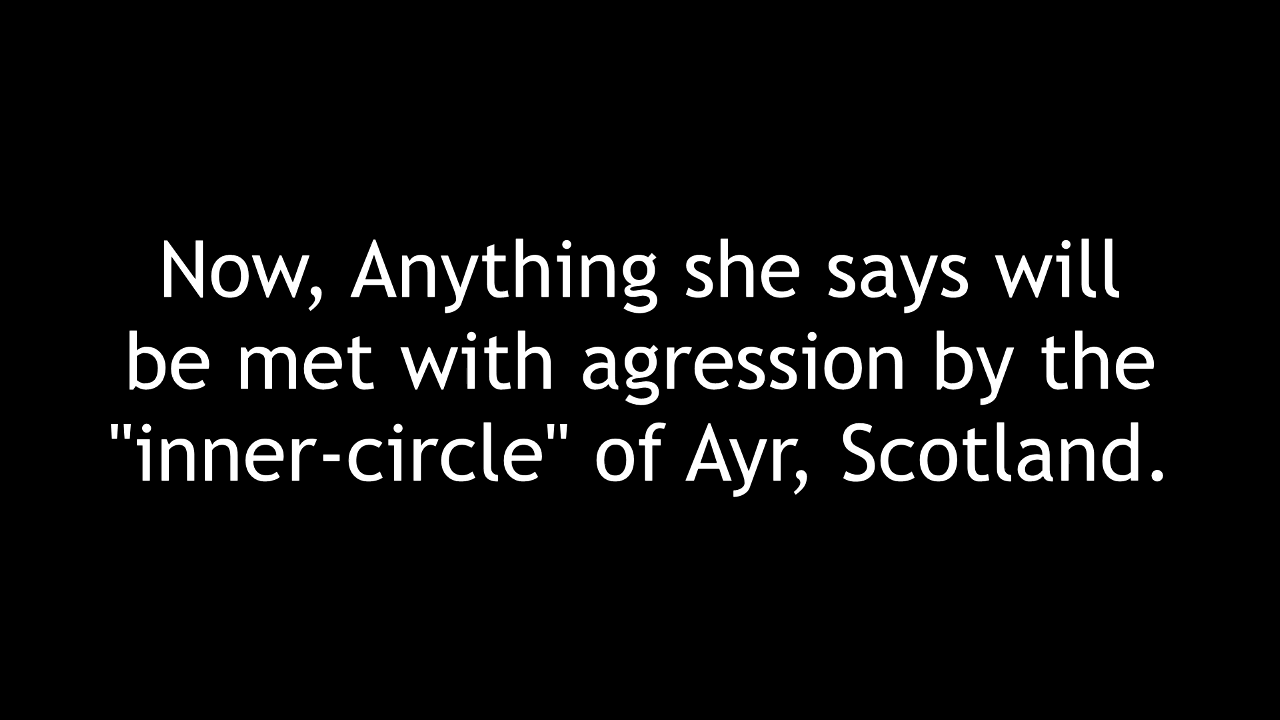 Now, Anything she says will
be met with agression by the
"inner-circle" of Ayr, Scotland.